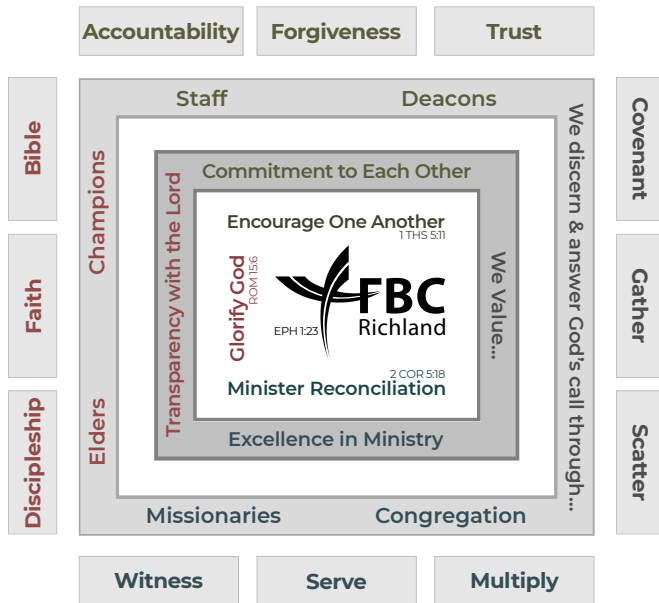 Accountability
Forgiveness
Trust
Staff
Deacons
Bible
Faith
Discipleship
Champions
Elders
Commitment to Each Other
Transparency with the Lord
Encourage One Another
1 THS 5:11
Glorify God
ROM 15:6
EPH 1:23
FBC
Richland
2 COR 5:18
Minister Reconciliation
We Value...
Excellence in Ministry
We discern & answer God's call through...
Covenant
Gather
Scatter
Missionaries
Congregation
Witness
Serve
Multiply